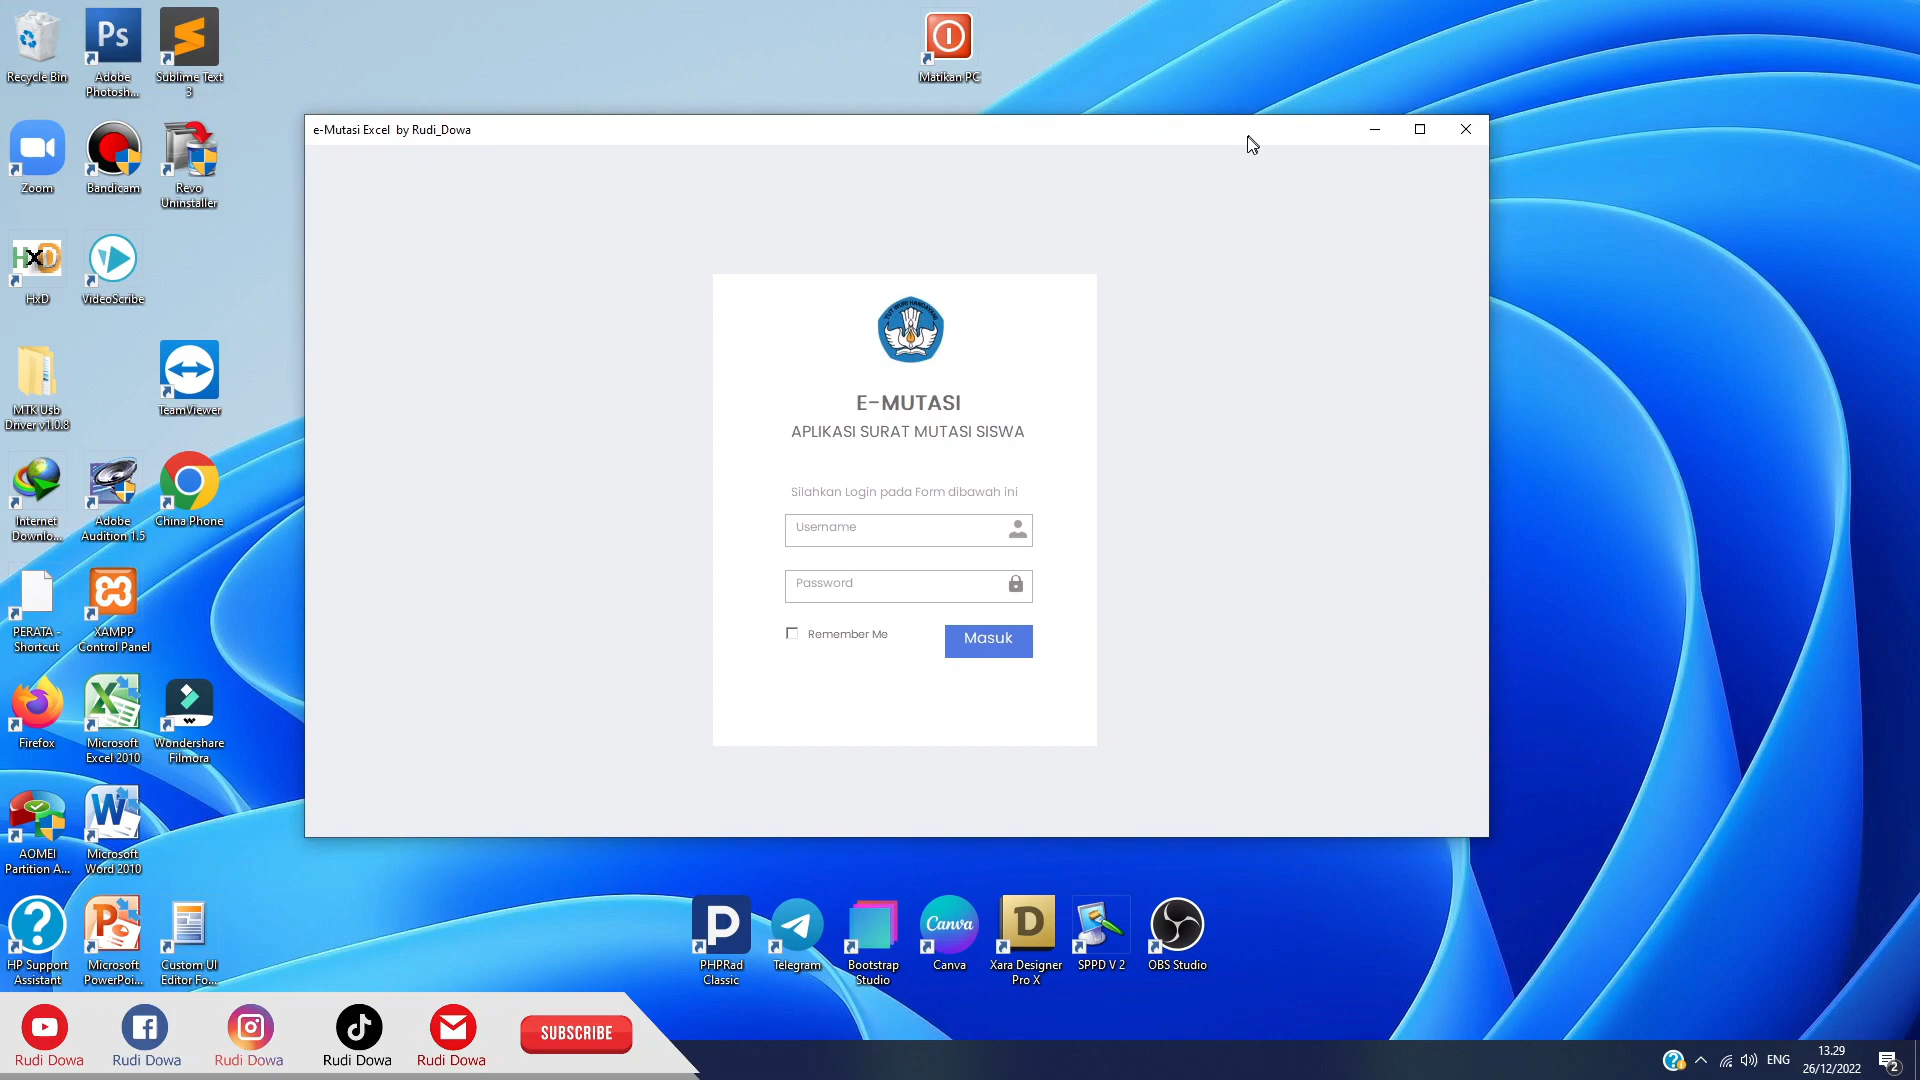 Recycle Bin
Adobe
Photosh...
Sublime Text
3
Matikan PC
Zoom
Bandicam
Revo
Uninstaller
HxD
VideoScribe
MTK Usb
Driver v1.0.8
TeamViewer
Internet
Downlo...
Adobe
Audition 1.5
China Phone
PERATA -
Shortcut
XAMPP
Control Panel
Firefox
Microsoft
Excel 2010
Wondershare
Filmora
AOMEI
Partition A...
Microsoft
Word 2010
HP Support
Assistant
Microsoft
PowerPoi...
Custom UI
Editor Fo...
e-Mutasi Excel by Rudi_Dowa
TUT WURI HANDAYANI
E-MUTASI
APLIKASI SURAT MUTASI SISWA
Silahkan Login pada Form dibawah ini
Username
Password
Remember Me
Masuk
PHPRad
Classic
Telegram
Bootstrap
Studio
Canva
Canva
Xara Designer
Pro X
SPPD V 2
OBS Studio
Rudi Dowa
Rudi Dowa
Rudi Dowa
Rudi Dowa
Rudi Dowa
SUBSCRIBE
ENG
13.29
26/12/2022
2